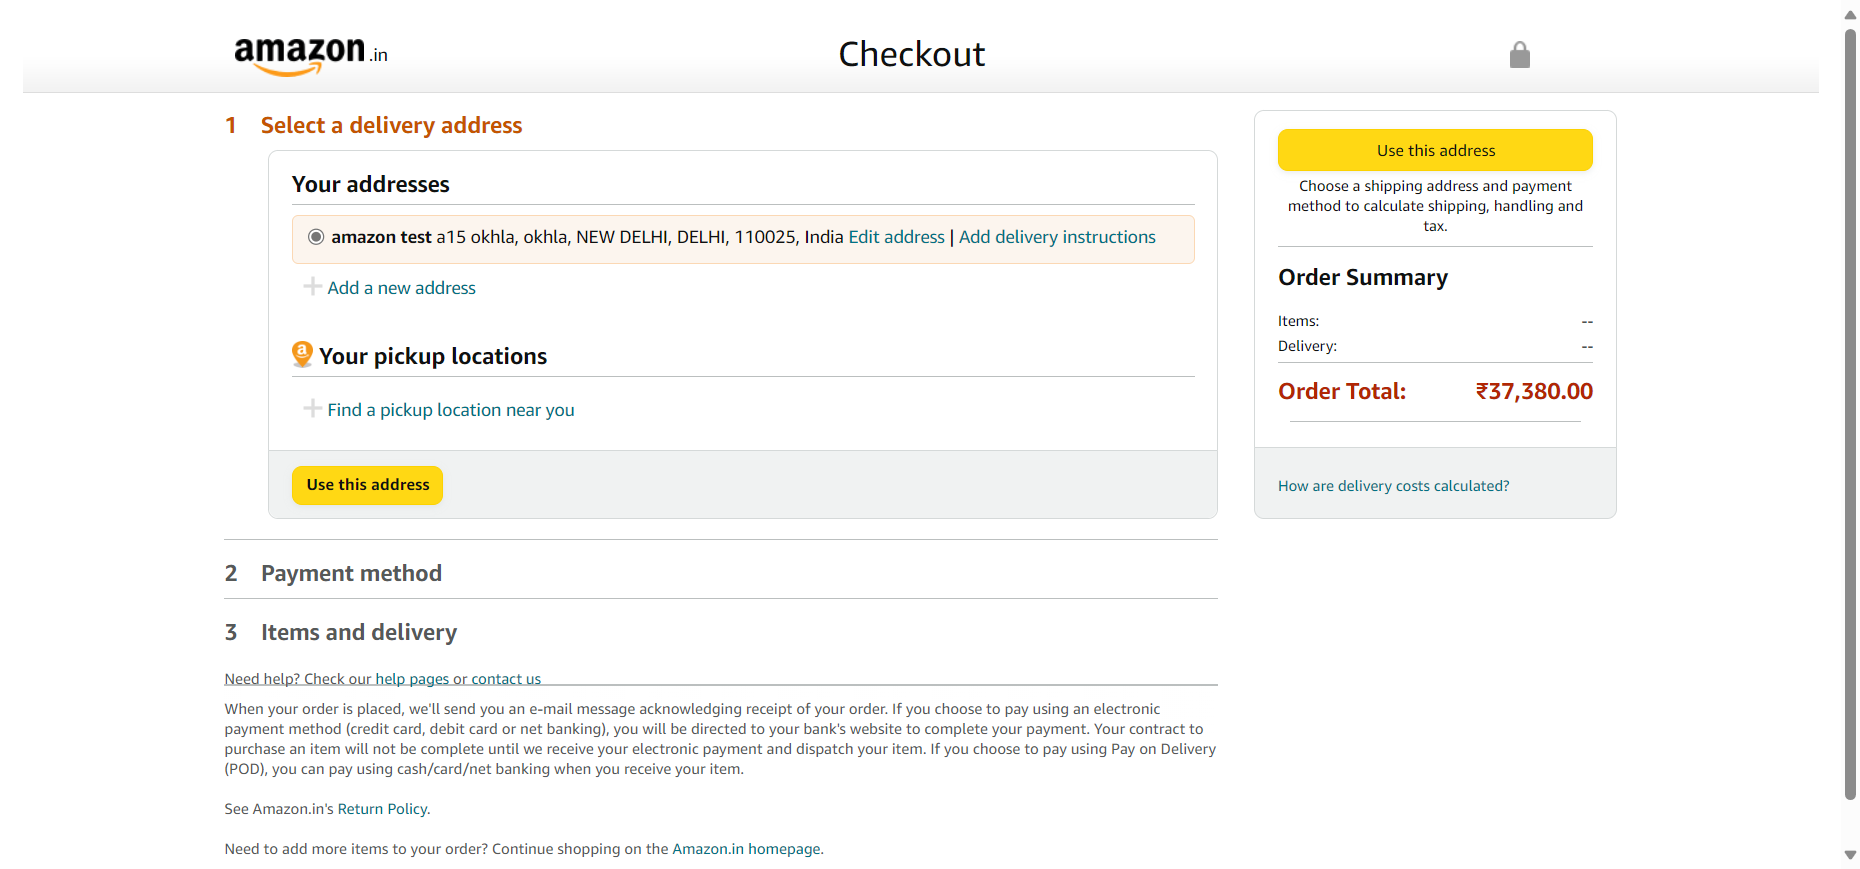 amazon.in
Checkout
1 Select a delivery address
Your addresses
amazon test a15 okhla, okhla, NEW DELHI, DELHI, 110025, India Edit address | Add delivery instructions
Add a new address
a Your pickup locations
Find a pickup location near you
Use this address
2 Payment method
3 Items and delivery
Need help? Check our help pages or contact us
When your order is placed, we'll send you an e-mail message acknowledging receipt of your order. If you choose to pay using an electronic
payment method (credit card, debit card or net banking), you will be directed to your bank's website to complete your payment. Your contract to
purchase an item will not be complete until we receive your electronic payment and dispatch your item. If you choose to pay using Pay on Delivery
(POD), you can pay using cash/card/net banking when you receive your item.
See Amazon.in's Return Policy.
Need to add more items to your order? Continue shopping on the Amazon.in homepage.
Use this address
Choose a shipping address and payment
method to calculate shipping, handling and
tax.
Order Summary
Items: --
Delivery: --
Order Total: ₹37,380.00
How are delivery costs calculated?